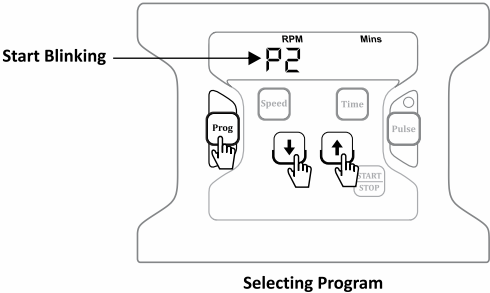 RPM Mins
Start Blinking P2
Speed Time
Prog Pulse
START
STOP
Selecting Program